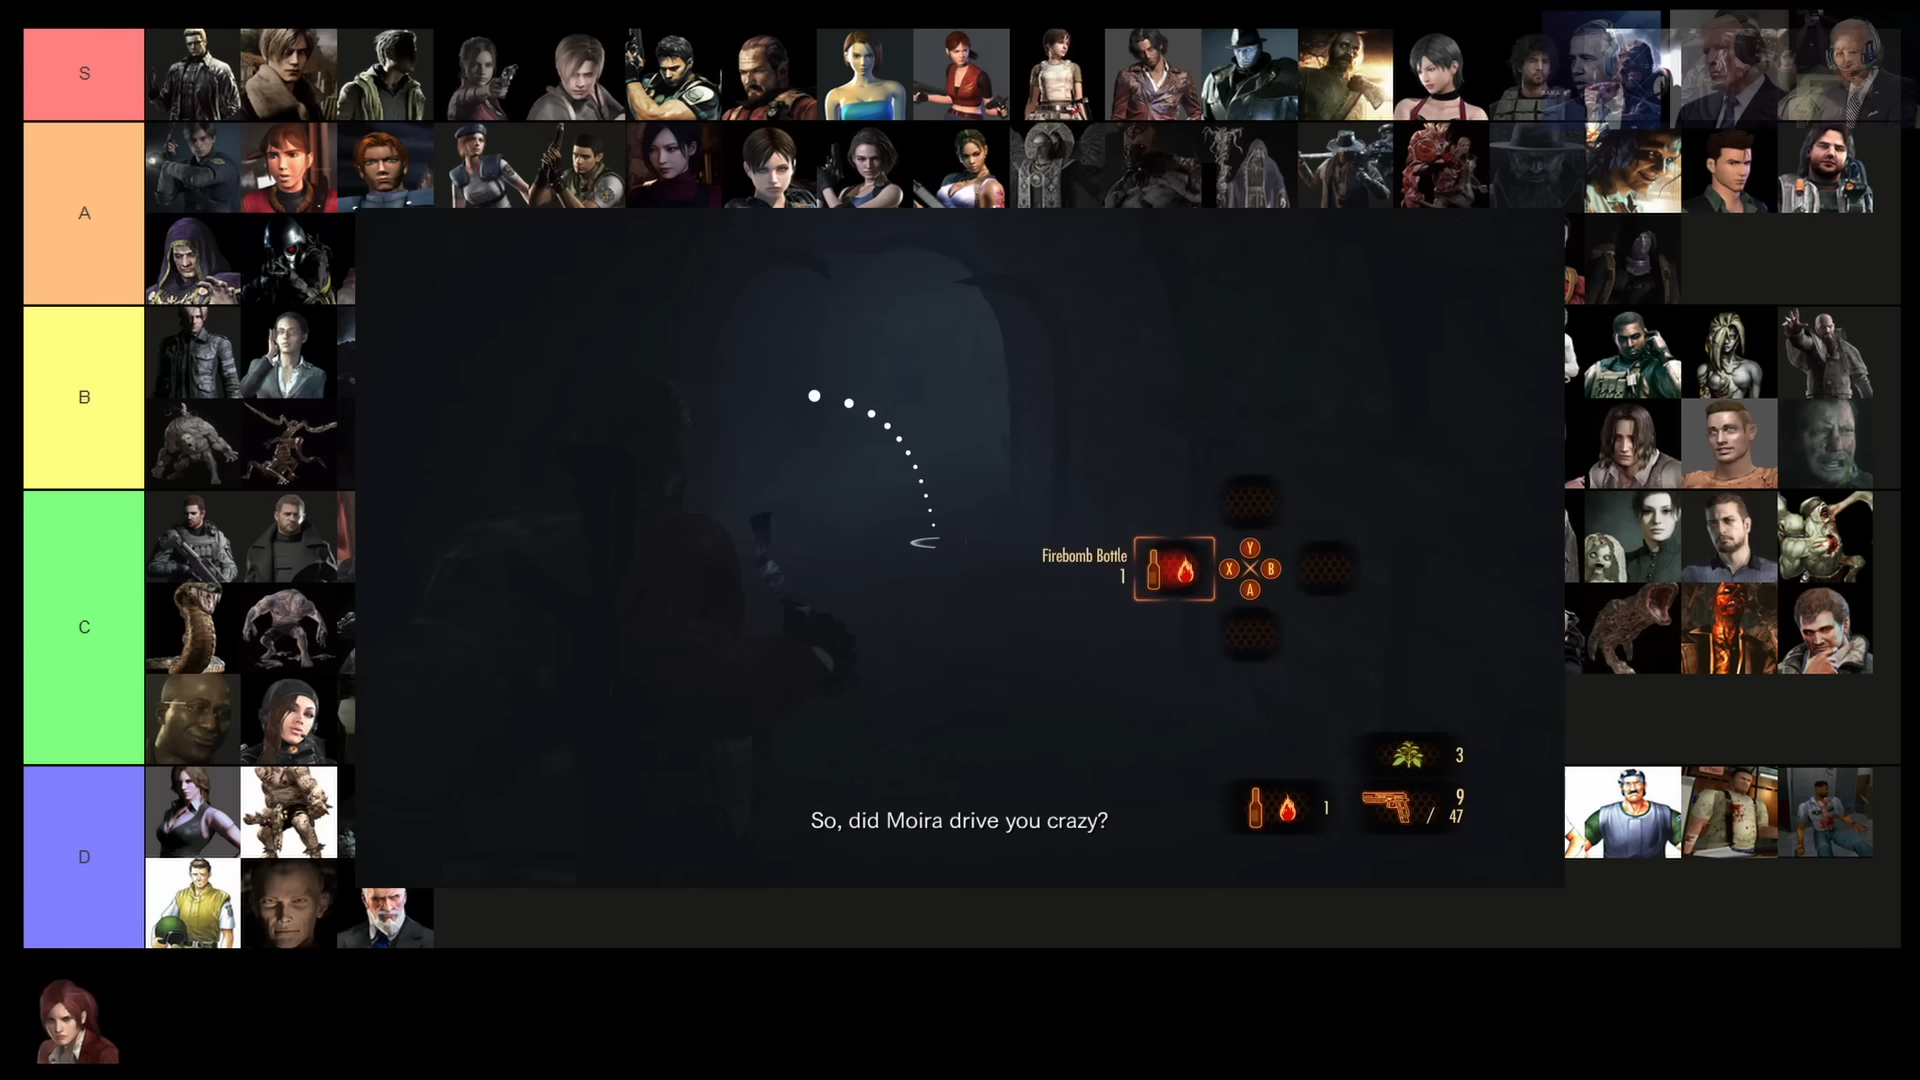 S
A
B
C
D
Firebomb Bottle
1
Y
X
B
A
3
1
9
/ 47
So, did Moira drive you crazy?